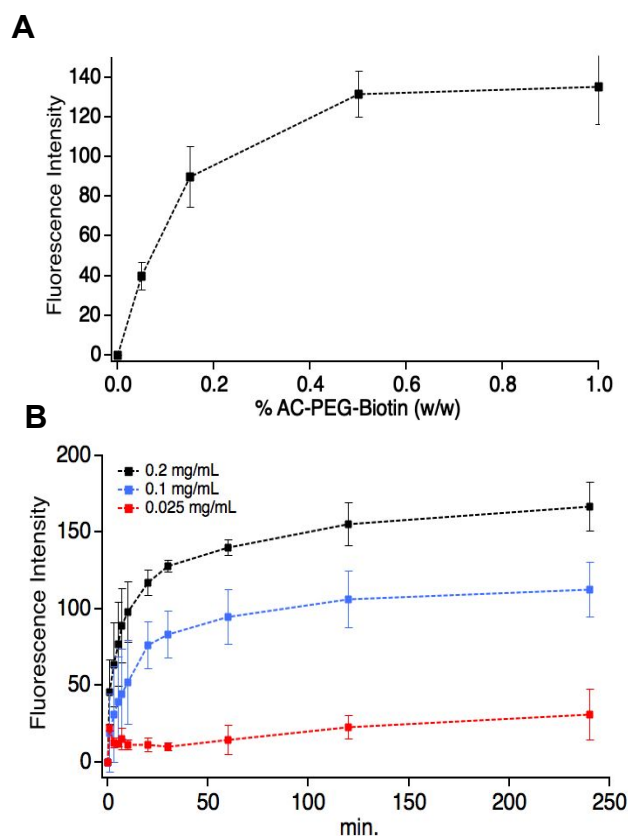 A
140
120
100
80
60
40
20
0
Fluorescence Intensity
0.0 0.2 0.4 0.6 0.8 1.0
% AC-PEG-Biotin (w/w)
B
200
150
100
50
0
Fluorescence Intensity
0.2 mg/mL
0.1 mg/mL
0.025 mg/mL
0 50 100 150 200 250
min.